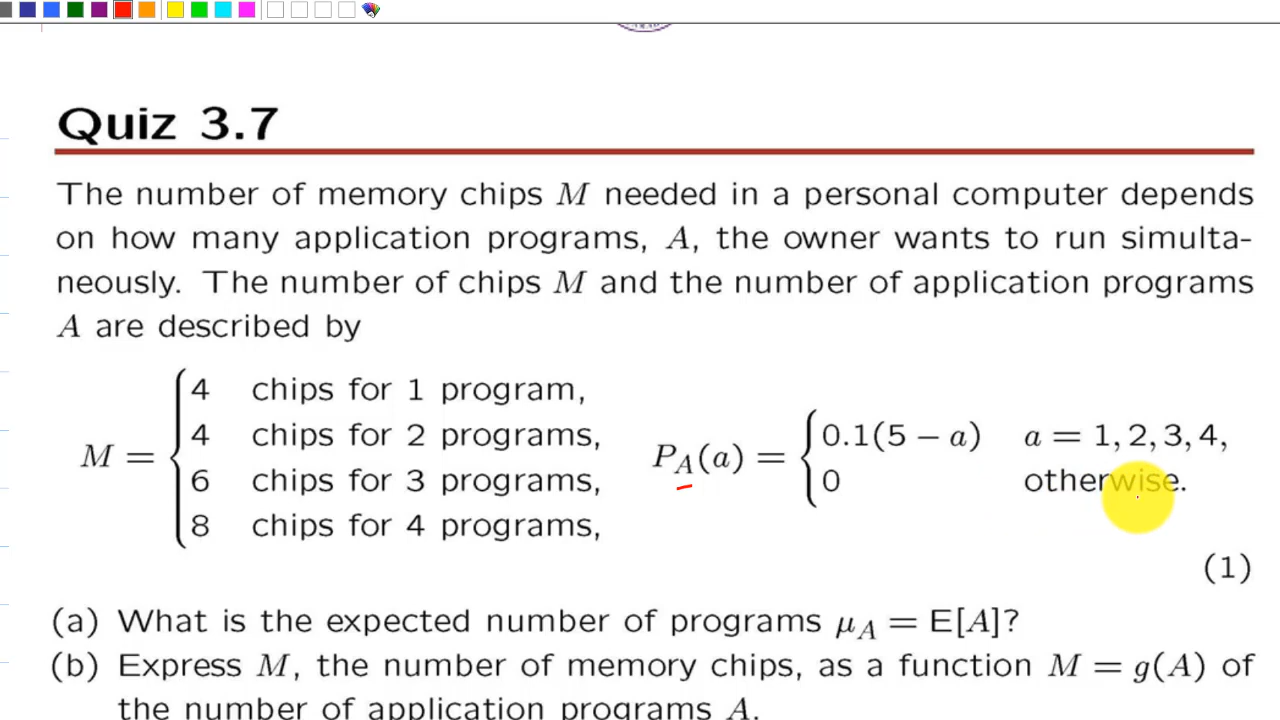 Quiz 3.7
The number of memory chips M needed in a personal computer depends
on how many application programs, A, the owner wants to run simulta-
neously. The number of chips M and the number of application programs
A are described by
M = { 4 chips for 1 program,
4 chips for 2 programs,
6 chips for 3 programs,
8 chips for 4 programs,
P_A(a) = { 0.1(5 − a) a = 1, 2, 3, 4,
0 otherwise.
(1)
(a) What is the expected number of programs μ_A = E[A]?
(b) Express M, the number of memory chips, as a function M = g(A) of
the number of application programs A.